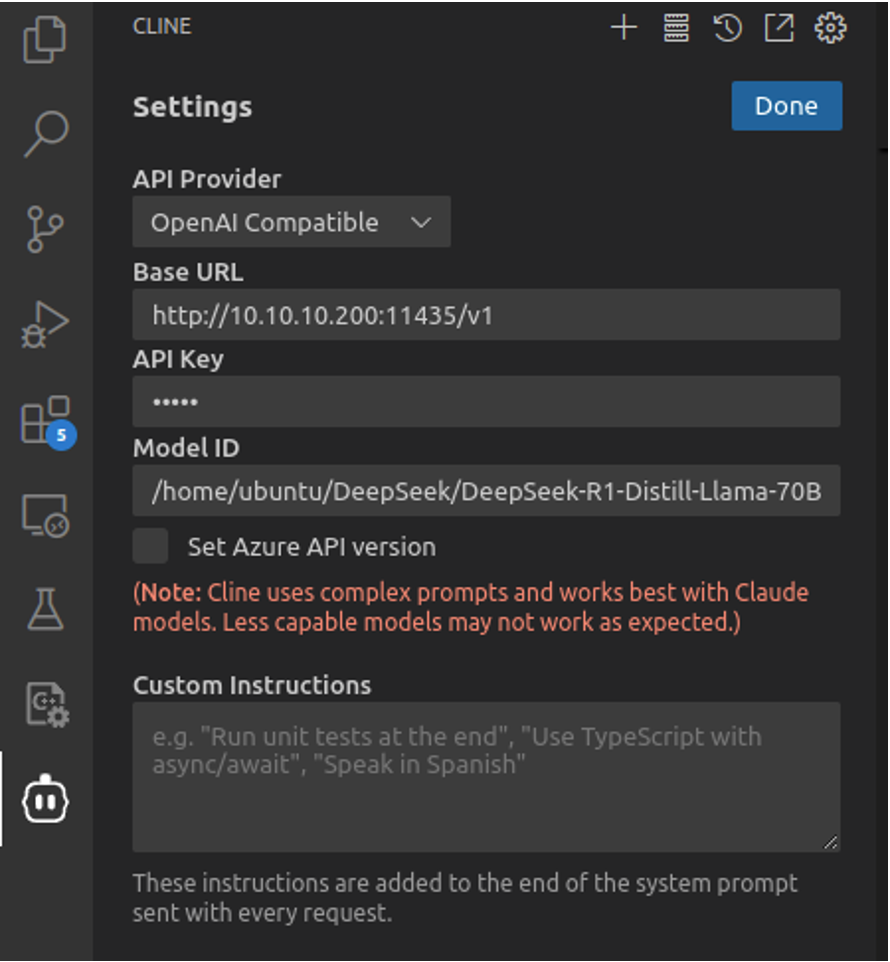 CLINE
Settings
Done
API Provider
OpenAI Compatible
Base URL
http://10.10.10.200:11435/v1
API Key
•••••
Model ID
/home/ubuntu/DeepSeek/DeepSeek-R1-Distill-Llama-70B
Set Azure API version
(Note: Cline uses complex prompts and works best with Claude
models. Less capable models may not work as expected.)
Custom Instructions
e.g. "Run unit tests at the end", "Use TypeScript with
async/await", "Speak in Spanish"
These instructions are added to the end of the system prompt
sent with every request.
5
C++